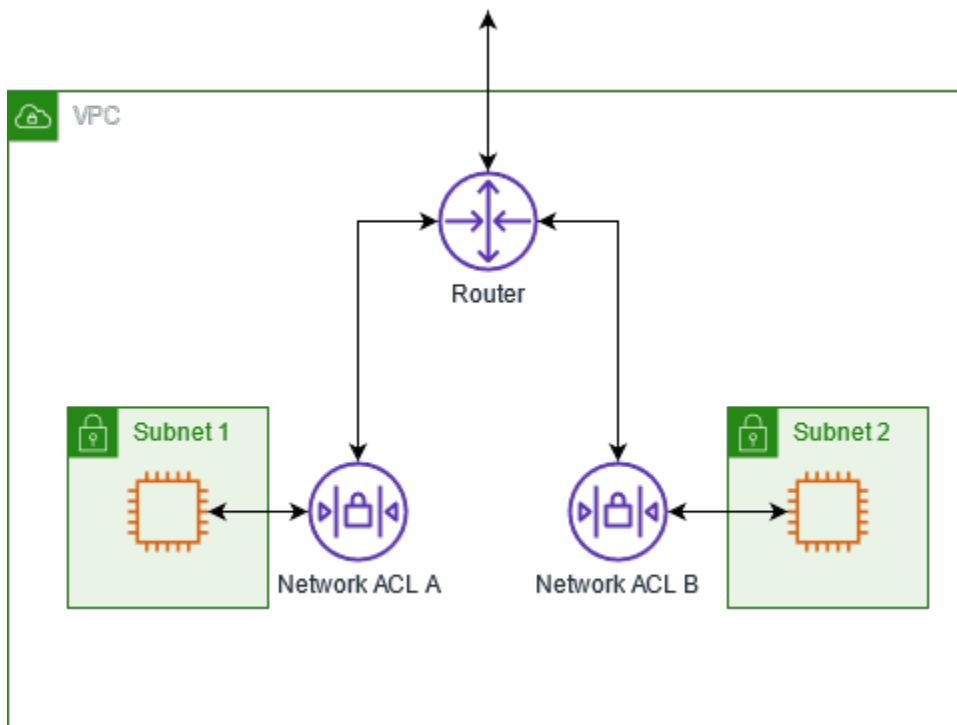 VPC
Router
Subnet 1
Subnet 2
Network ACL A
Network ACL B